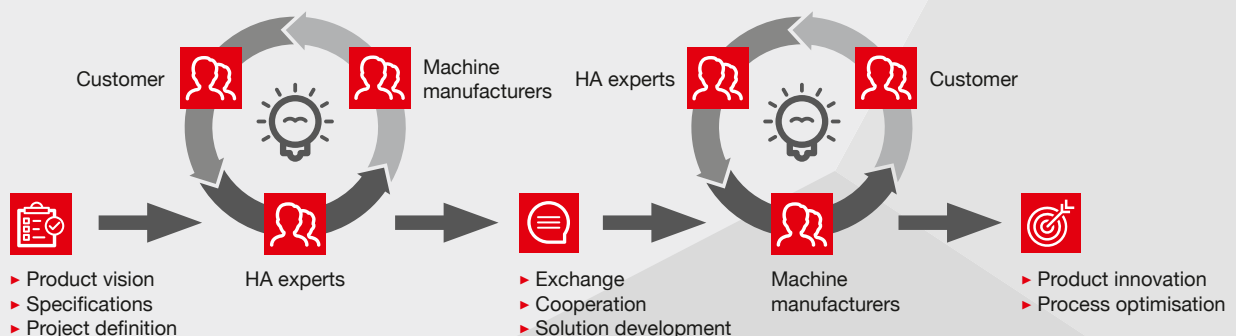 Customer
Machine
manufacturers
HA experts
Customer
▸ Product vision
▸ Specifications
▸ Project definition
HA experts
▸ Exchange
▸ Cooperation
▸ Solution development
Machine
manufacturers
▸ Product innovation
▸ Process optimisation